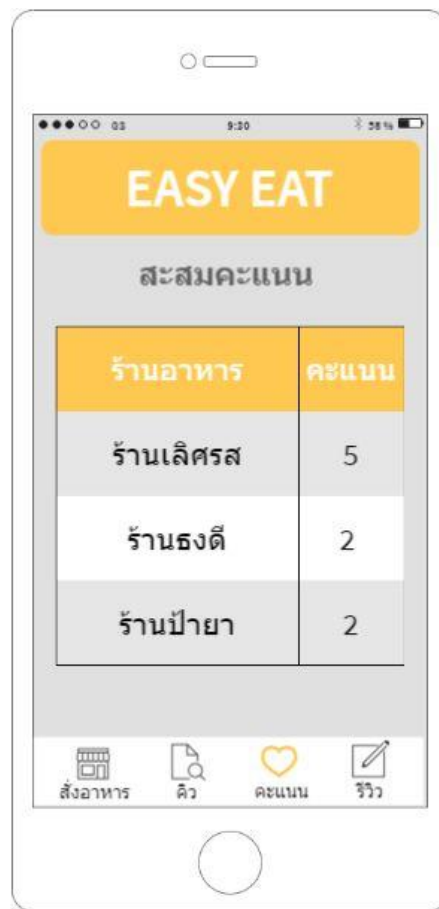 03 9:30 58 %
EASY EAT
สะสมคะแนน
ร้านอาหาร คะแนน
ร้านเลิศรส 5
ร้านธงดี 2
ร้านป้ายา 2
สั่งอาหาร คิว คะแนน รีวิว